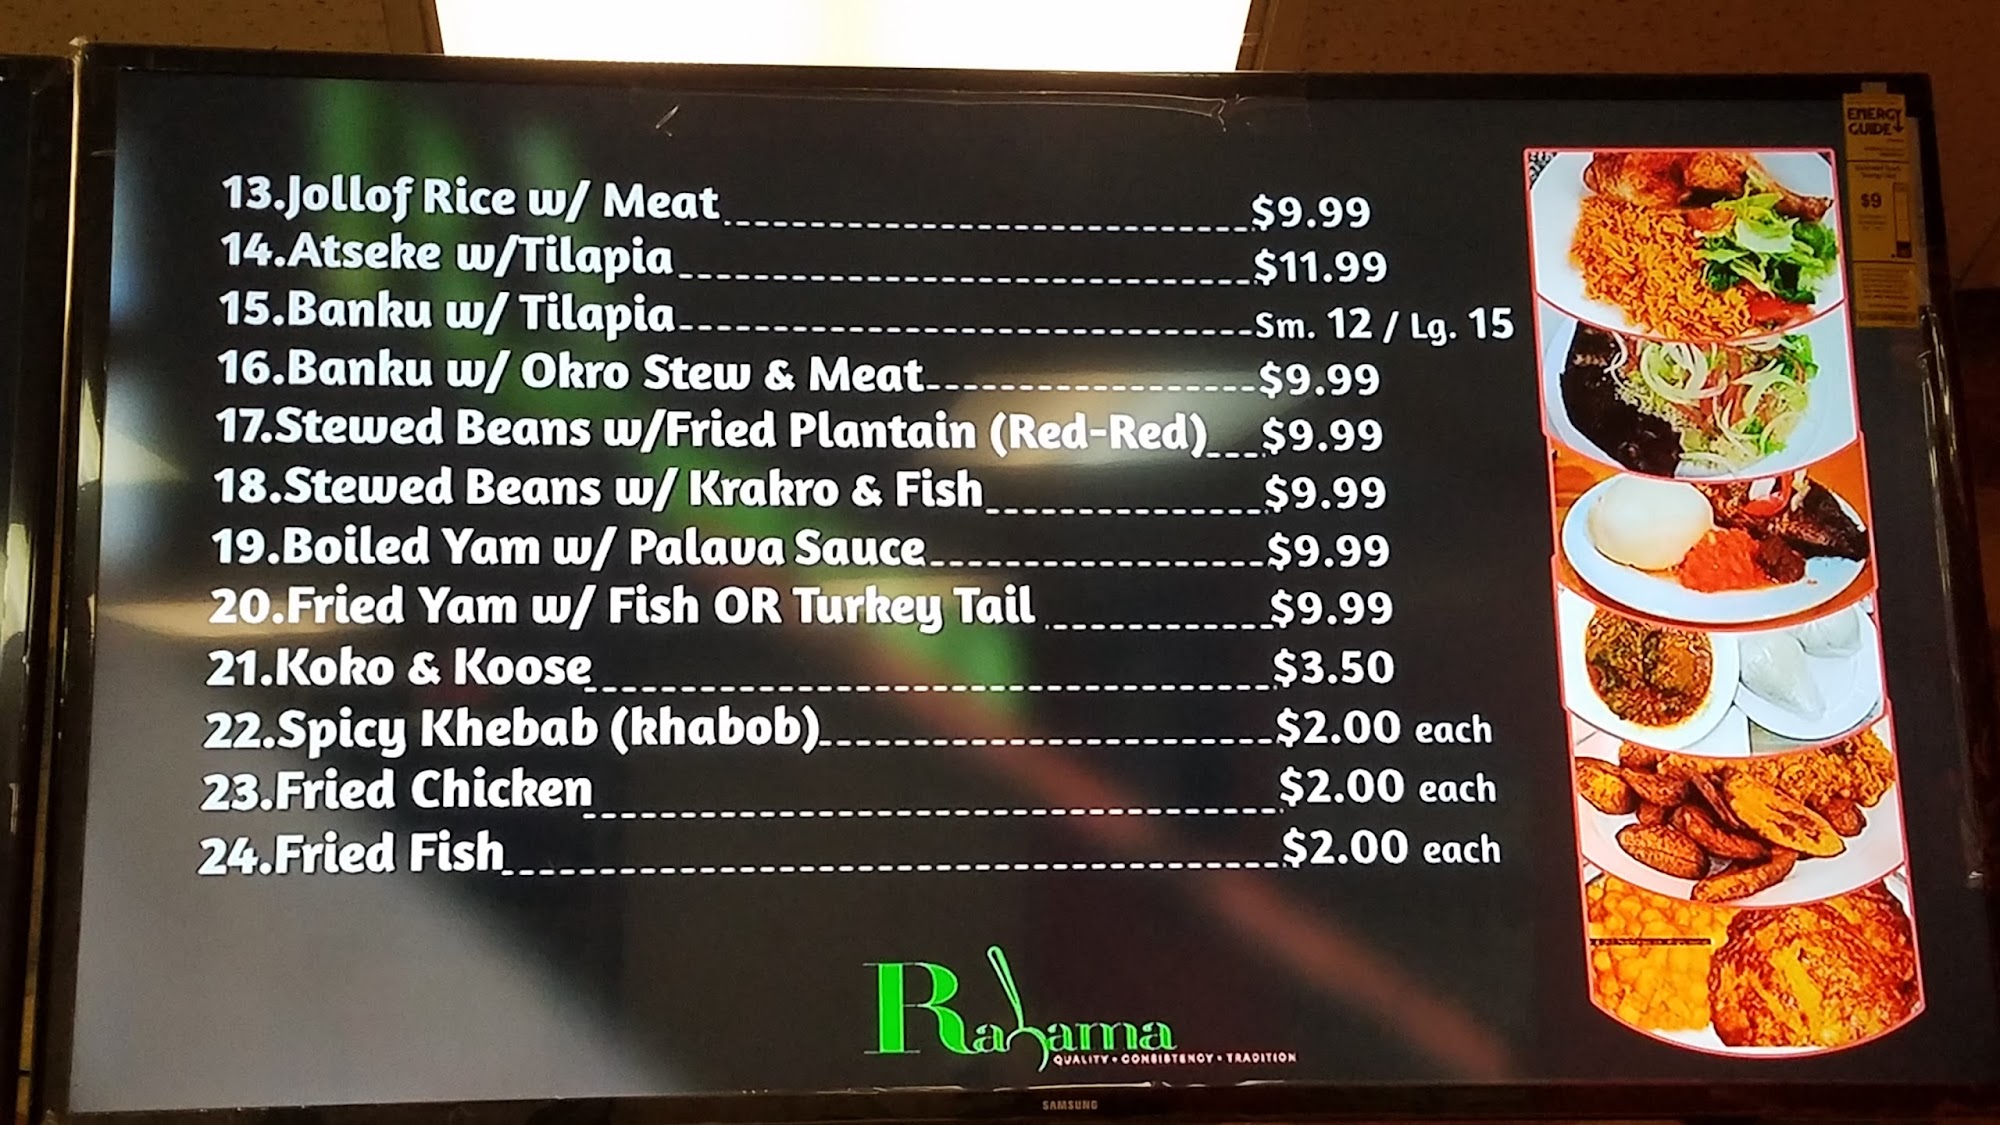 13.Jollof Rice w/ Meat $9.99
14.Atseke w/Tilapia $11.99
15.Banku w/ Tilapia Sm. 12 / Lg. 15
16.Banku w/ Okro Stew & Meat $9.99
17.Stewed Beans w/Fried Plantain (Red-Red) $9.99
18.Stewed Beans w/ Krakro & Fish $9.99
19.Boiled Yam w/ Palava Sauce $9.99
20.Fried Yam w/ Fish OR Turkey Tail $9.99
21.Koko & Koose $3.50
22.Spicy Khebab (khabob) $2.00 each
23.Fried Chicken $2.00 each
24.Fried Fish $2.00 each
Rahama
QUALITY • CONSISTENCY • TRADITION
SAMSUNG
ENERGY
GUIDE
$9